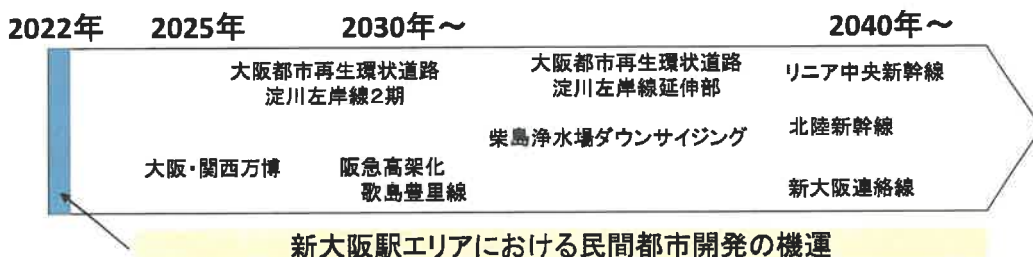 2022年 2025年 2030年～ 2040年～
大阪都市再生環状道路
淀川左岸線２期
大阪都市再生環状道路
淀川左岸線延伸部
リニア中央新幹線
柴島浄水場ダウンサイジング
北陸新幹線
大阪・関西万博
阪急高架化
歌島豊里線
新大阪連絡線
新大阪駅エリアにおける民間都市開発の機運